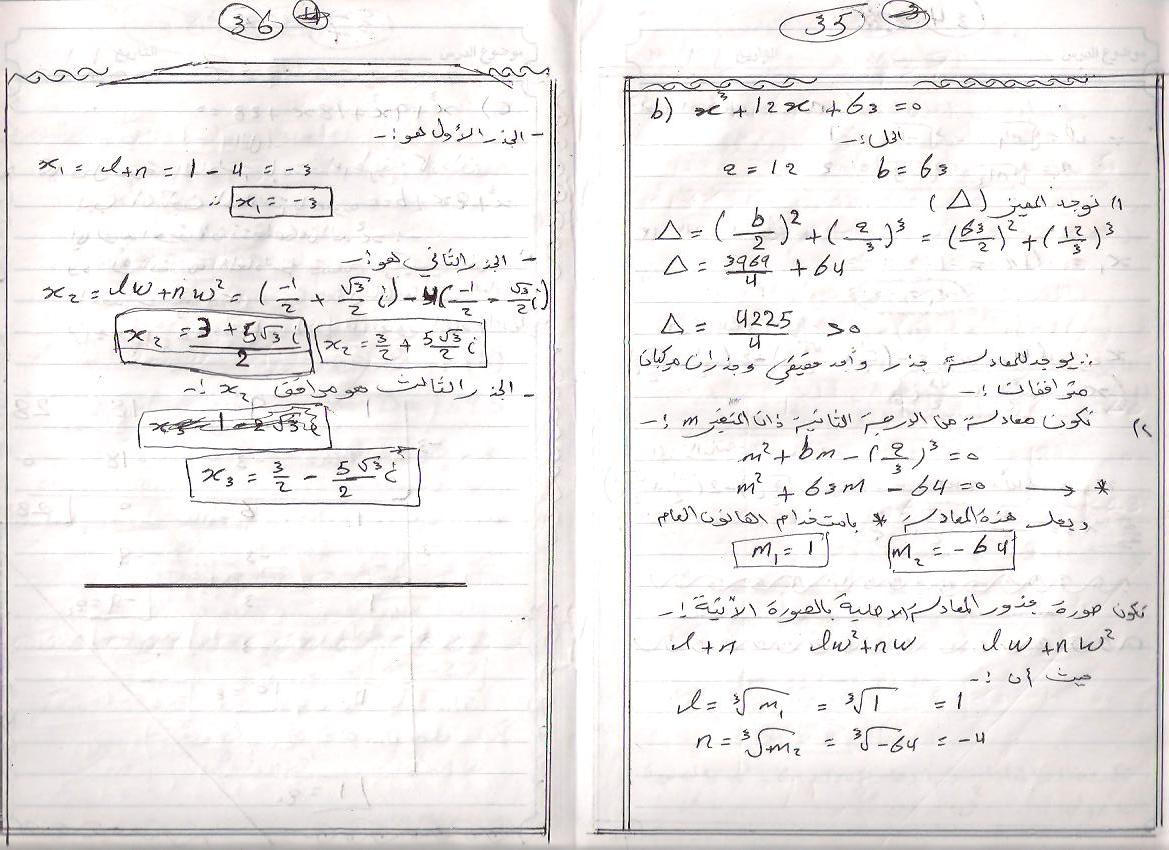 35
b) x³ + 12x + 63 = 0
الحل :-
a = 12 b = 63
1) نوجد المميز (Δ)
Δ = (b/2)² + (a/3)³ = (63/2)² + (12/3)³
Δ = 3969/4 + 64
Δ = 4225/4 > 0
∴ يوجد للمعادلة جذر واحد حقيقي وجذران مركبان
مترافقان :-
2) نكون معادلة من الدرجة الثانية ذات المتغير m :-
m² + bm - (a/3)³ = 0
m² + 63m - 64 = 0 → *
وبحل هذه المعادلة * باستخدام القانون العام
m₁ = 1 m₂ = -64
تكون صورة جذور المعادلة الاصلية بالصورة الآتية :-
l + n lw² + nw lw + nw²
حيث أن :-
l = ³√m₁ = ³√1 = 1
n = ³√m₂ = ³√-64 = -4
36
- الجذر الأول هو :-
x₁ = l + n = 1 - 4 = -3
∴ x₁ = -3
- الجذر الثاني هو :-
x₂ = lw + nw² = (-1/2 + √3/2 i) - 4(-1/2 - √3/2 i)
x₂ = 3 + 5√3 i / 2 x₂ = 3/2 + 5√3/2 i
- الجذر الثالث هو مرافق x₂ :-
x₃ = 3/2 - 5√3/2 i